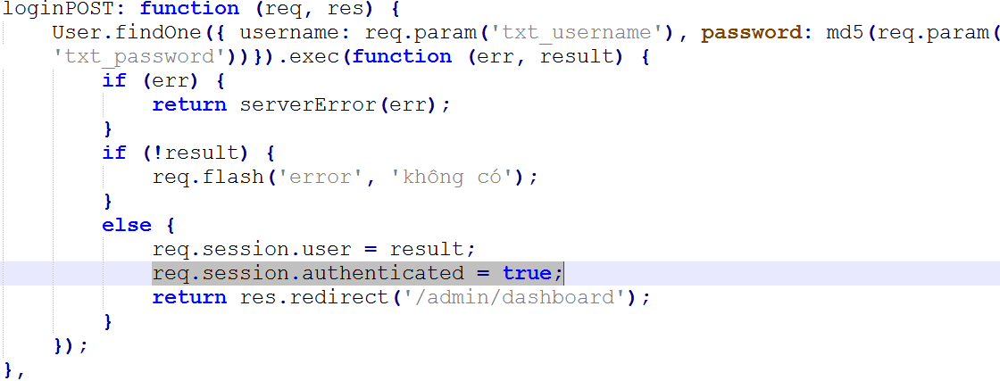 loginPOST: function (req, res) {
User.findOne({ username: req.param('txt_username'), password: md5(req.param(
'txt_password'))}).exec(function (err, result) {
if (err) {
return serverError(err);
}
if (!result) {
req.flash('error', 'không có');
}
else {
req.session.user = result;
req.session.authenticated = true;
return res.redirect('/admin/dashboard');
}
});
},